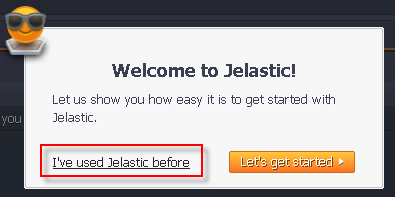 Welcome to Jelastic!
Let us show you how easy it is to get started with
Jelastic.
you
I've used Jelastic before
Let's get started